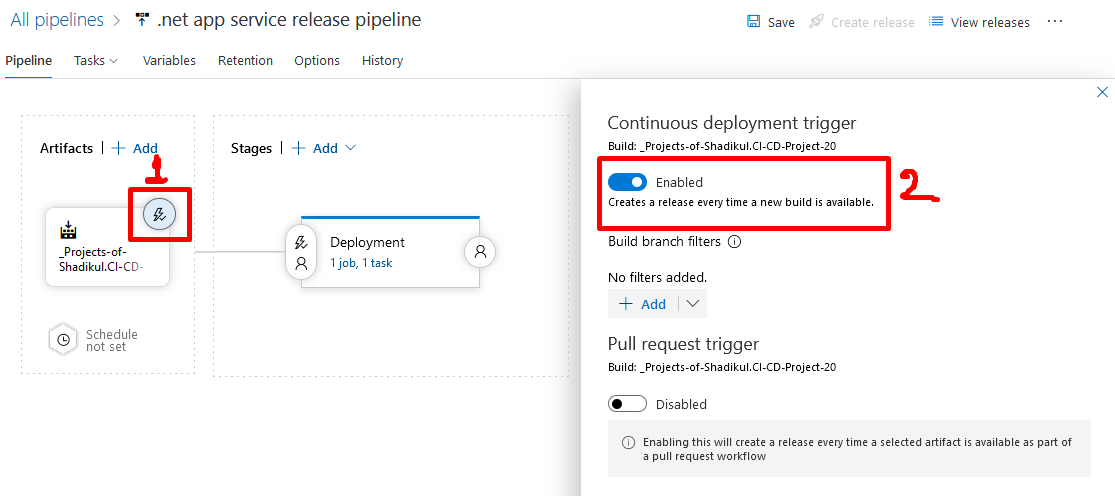 All pipelines > .net app service release pipeline
Save Create release View releases ...
Pipeline Tasks Variables Retention Options History
Artifacts | + Add
1
_Projects-of-
Shadikul.CI-CD-
Schedule
not set
Stages | + Add
Deployment
1 job, 1 task
Continuous deployment trigger
Build: _Projects-of-Shadikul.CI-CD-Project-20
Enabled
2
Creates a release every time a new build is available.
Build branch filters
No filters added.
+ Add
Pull request trigger
Build: _Projects-of-Shadikul.CI-CD-Project-20
Disabled
Enabling this will create a release every time a selected artifact is available as part of
a pull request workflow